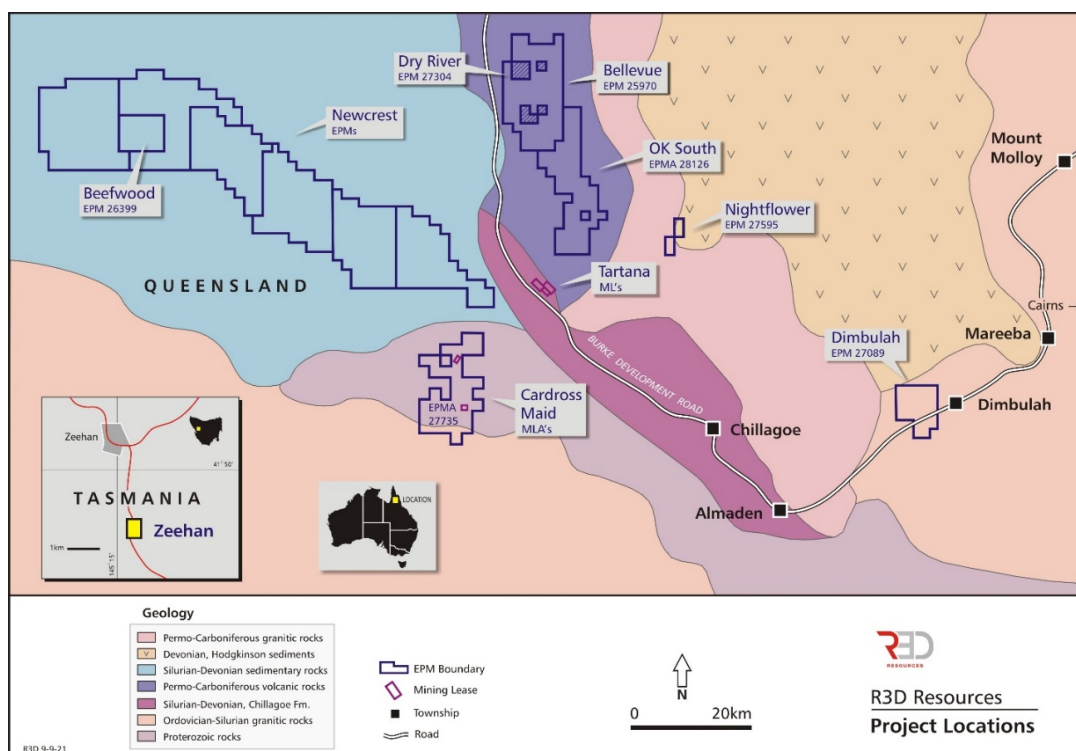 Dry River
EPM 27304
Bellevue
EPM 25970
Newcrest
EPMs
Beefwood
EPM 26399
OK South
EPMA 28126
Mount
Molloy
Nightflower
EPM 27595
QUEENSLAND
Tartana
ML's
Cairns
Mareeba
Dimbulah
EPM 27089
BURKE DEVELOPMENT ROAD
Cardross
Maid
MLA's
EPMA
27735
Dimbulah
Chillagoe
Almaden
Zeehan
41° 50'
TASMANIA
Zeehan
1km
145° 15'
LOCATION
Geology
Permo-Carboniferous granitic rocks
Devonian, Hodgkinson sediments
Silurian-Devonian sedimentary rocks
Permo-Carboniferous volcanic rocks
Silurian-Devonian, Chillagoe Fm.
Ordovician-Silurian granitic rocks
Proterozoic rocks
EPM Boundary
Mining Lease
Township
Road
N
0 20km
R3D
RESOURCES
R3D Resources
Project Locations
R3D 9-9-21